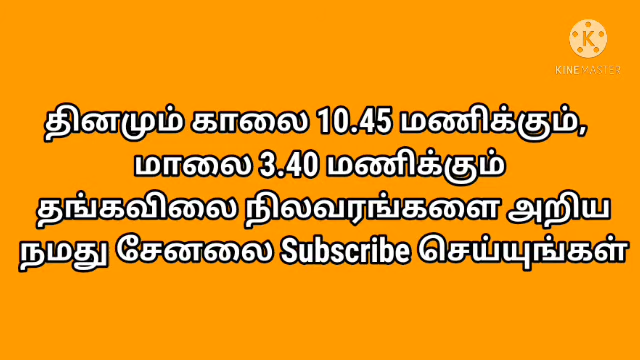 KINEMASTER
தினமும் காலை 10.45 மணிக்கும்,
மாலை 3.40 மணிக்கும்
தங்கவிலை நிலவரங்களை அறிய
நமது சேனலை Subscribe செய்யுங்கள்